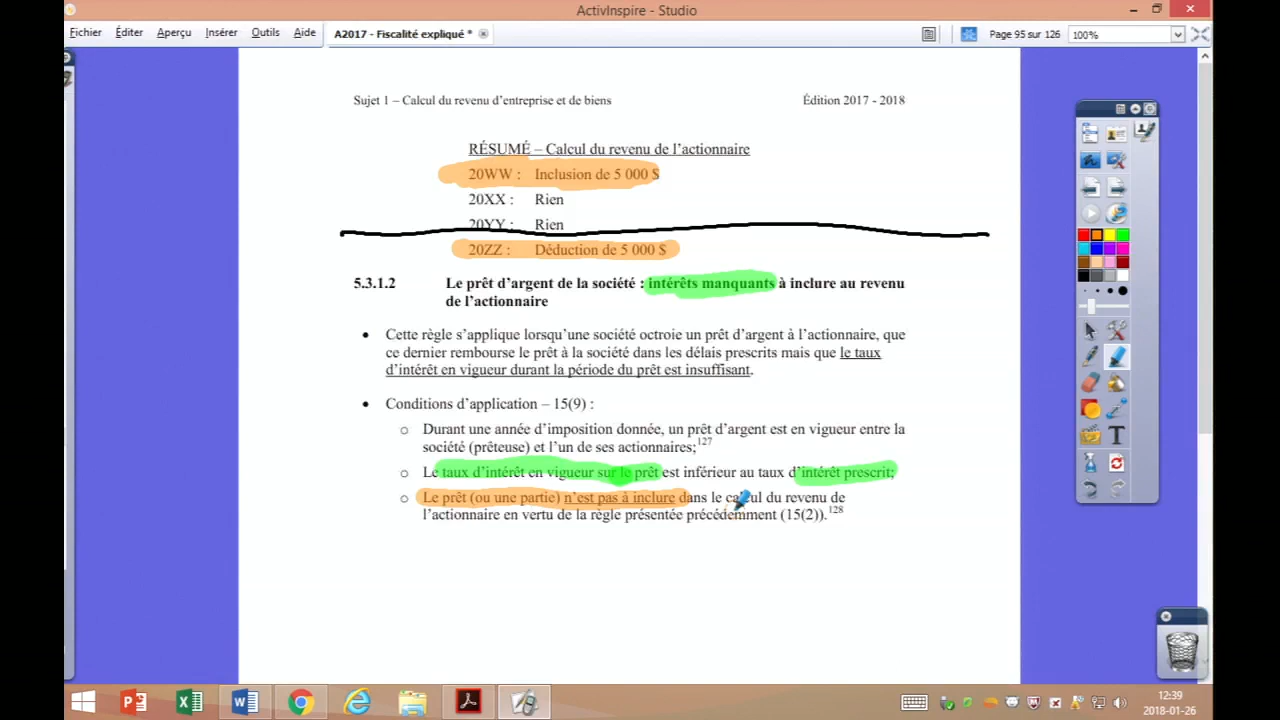 ActivInspire - Studio
Fichier Éditer Aperçu Insérer Outils Aide A2017 - Fiscalité expliqué * Page 95 sur 126 100%
Sujet 1 – Calcul du revenu d’entreprise et de biens Édition 2017 - 2018
RÉSUMÉ – Calcul du revenu de l’actionnaire
20WW : Inclusion de 5 000 $
20XX : Rien
20YY : Rien
20ZZ : Déduction de 5 000 $
5.3.1.2 Le prêt d’argent de la société : intérêts manquants à inclure au revenu
de l’actionnaire
• Cette règle s’applique lorsqu’une société octroie un prêt d’argent à l’actionnaire, que
ce dernier rembourse le prêt à la société dans les délais prescrits mais que le taux
d’intérêt en vigueur durant la période du prêt est insuffisant.
• Conditions d’application – 15(9) :
o Durant une année d’imposition donnée, un prêt d’argent est en vigueur entre la
société (prêteuse) et l’un de ses actionnaires;127
o Le taux d’intérêt en vigueur sur le prêt est inférieur au taux d’intérêt prescrit;
o Le prêt (ou une partie) n’est pas à inclure dans le calcul du revenu de
l’actionnaire en vertu de la règle présentée précédemment (15(2)).128
12:39
2018-01-26